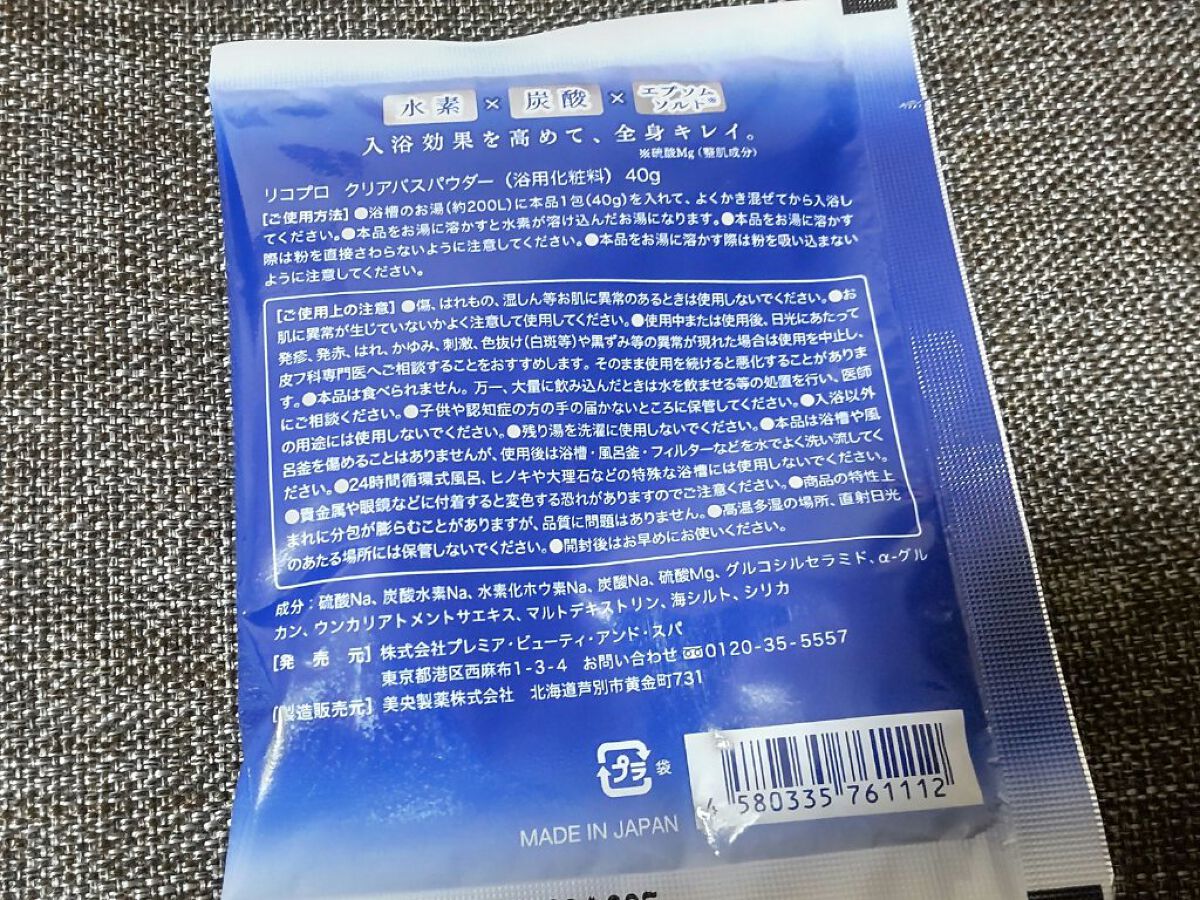 水素 × 炭酸 × エプソムソルト※
入浴効果を高めて、全身キレイ。
※硫酸Mg（整肌成分）
リコプロ クリアバスパウダー（浴用化粧料） 40g
【ご使用方法】●浴槽のお湯(約200L)に本品1包(40g)を入れて、よくかき混ぜてから入浴し
てください。●本品をお湯に溶かすと水素が溶け込んだお湯になります。●本品をお湯に溶かす
際は粉を直接さわらないように注意してください。●本品をお湯に溶かす際は粉を吸い込まない
ように注意してください。
【ご使用上の注意】●傷、はれもの、湿しん等お肌に異常のあるときは使用しないでください。●お
肌に異常が生じていないかよく注意して使用してください。●使用中または使用後、日光にあたって
発疹、発赤、はれ、かゆみ、刺激、色抜け(白斑等)や黒ずみ等の異常が現れた場合は使用を中止し、
皮フ科専門医へご相談することをおすすめします。そのまま使用を続けると悪化することがありま
す。●本品は食べられません。万一、大量に飲み込んだときは水を飲ませる等の処置を行い、医師
にご相談ください。●子供や認知症の方の手の届かないところに保管してください。●入浴以外
の用途には使用しないでください。●残り湯を洗濯に使用しないでください。●本品は浴槽や風
呂釜を傷めることはありませんが、使用後は浴槽・風呂釜・フィルターなどを水でよく洗い流してく
ださい。●24時間循環式風呂、ヒノキや大理石などの特殊な浴槽には使用しないでください。
●貴金属や眼鏡などに付着すると変色する恐れがありますのでご注意ください。●商品の特性上
まれに分包が膨らむことがありますが、品質に問題はありません。●高温多湿の場所、直射日光
のあたる場所には保管しないでください。●開封後はお早めにお使いください。
成分：硫酸Na、炭酸水素Na、水素化ホウ素Na、炭酸Na、硫酸Mg、グルコシルセラミド、α-グル
カン、ウンカリアトメントサエキス、マルトデキストリン、海シルト、シリカ
［発 売 元］株式会社プレミア・ビューティ・アンド・スパ
東京都港区西麻布1-3-4 お問い合わせ 0120-35-5557
［製造販売元］美央製薬株式会社 北海道芦別市黄金町731
プラ 袋
4 580335 761112
MADE IN JAPAN